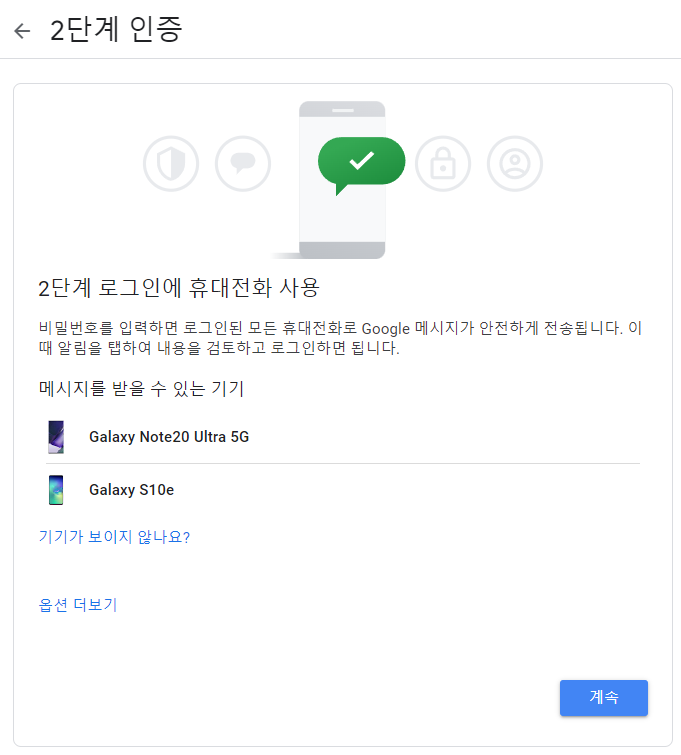 2단계 인증
2단계 로그인에 휴대전화 사용
비밀번호를 입력하면 로그인된 모든 휴대전화로 Google 메시지가 안전하게 전송됩니다. 이
때 알림을 탭하여 내용을 검토하고 로그인하면 됩니다.
메시지를 받을 수 있는 기기
Galaxy Note20 Ultra 5G
Galaxy S10e
기기가 보이지 않나요?
옵션 더보기
계속